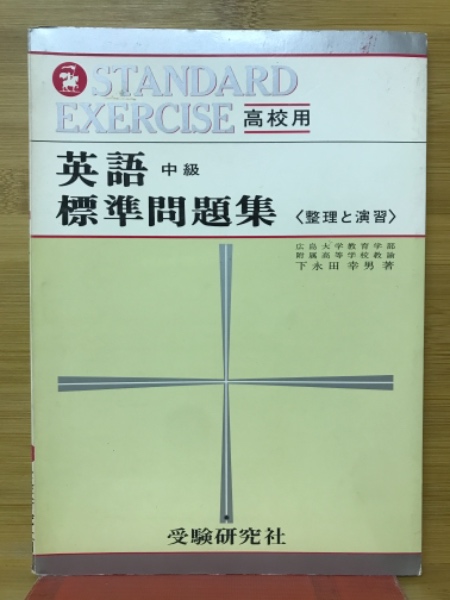 STANDARD
EXERCISE 高校用
英語 中級
標準問題集 〈整理と演習〉
広島大学教育学部
附属高等学校教諭
下永田幸男著
受験研究社